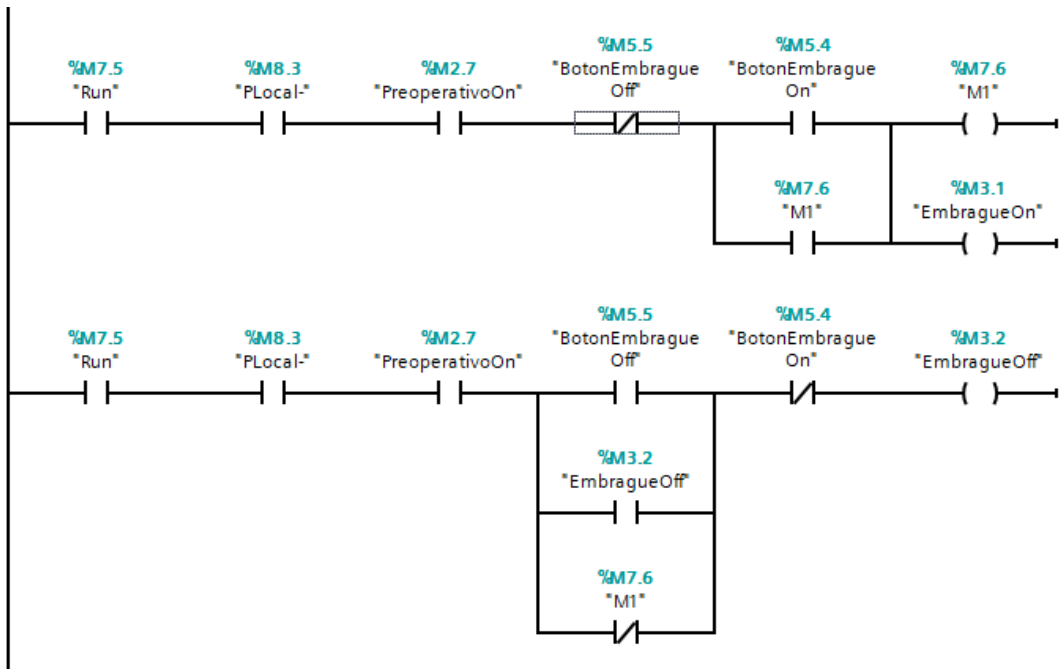 %M5.5 %M5.4
%M7.5 %M8.3 %M2.7 "BotonEmbrague "BotonEmbrague %M7.6
"Run" "PLocal-" "PreoperativoOn" Off" On" "M1"
%M7.6 %M3.1
"M1" "EmbragueOn"
%M5.5 %M5.4
%M7.5 %M8.3 %M2.7 "BotonEmbrague "BotonEmbrague %M3.2
"Run" "PLocal-" "PreoperativoOn" Off" On" "EmbragueOff"
%M3.2
"EmbragueOff"
%M7.6
"M1"